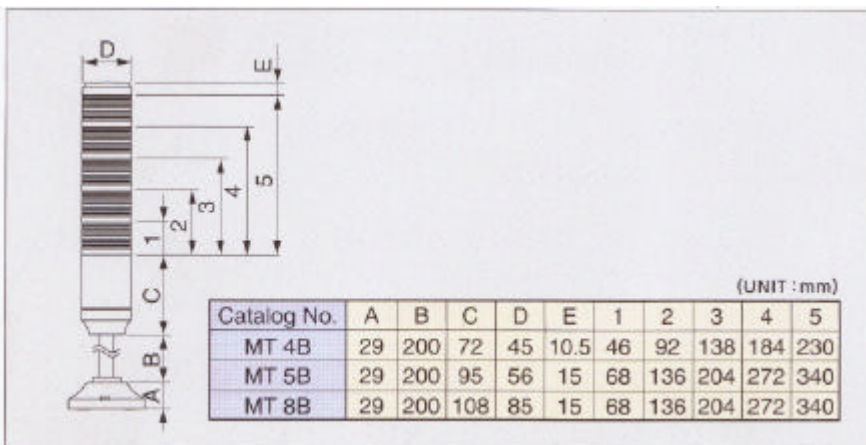 D
E
5
4
3
2
1
C
B
A
(UNIT : mm)
Catalog No. A B C D E 1 2 3 4 5
MT 4B 29 200 72 45 10.5 46 92 138 184 230
MT 5B 29 200 95 56 15 68 136 204 272 340
MT 8B 29 200 108 85 15 68 136 204 272 340